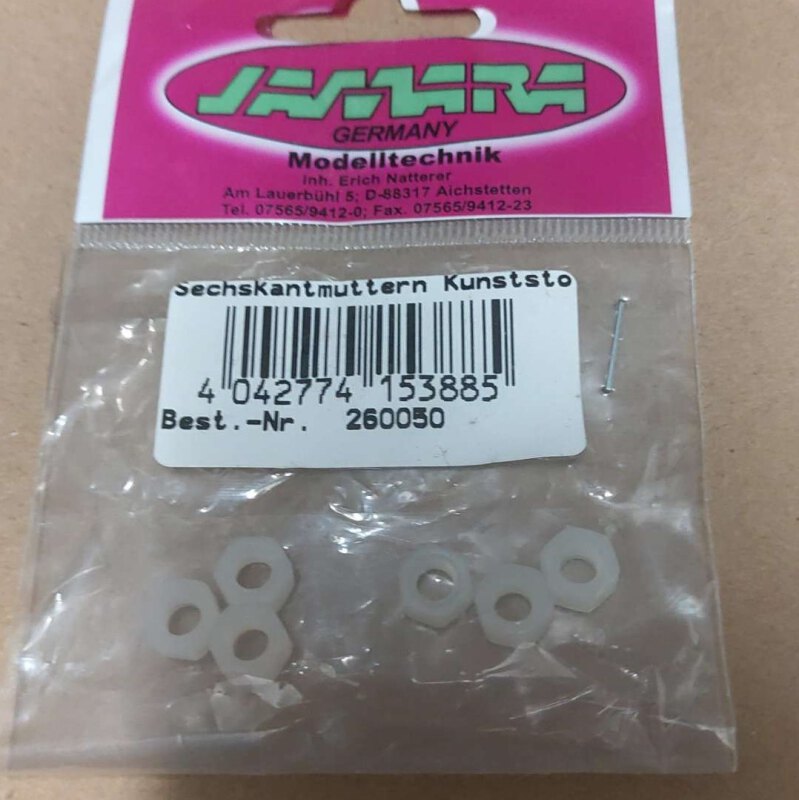 JAMARA
GERMANY
Modelltechnik
Inh. Erich Natterer
Am Lauerbühl 5; D-88317 Aichstetten
Tel. 07565/9412-0; Fax. 07565/9412-23
Sechskantmuttern Kunststo
4 042774 153885
Best.-Nr. 260050